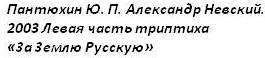 Пантюхин Ю. П. Александр Невский.
2003 Левая часть триптиха
«За Землю Русскую»